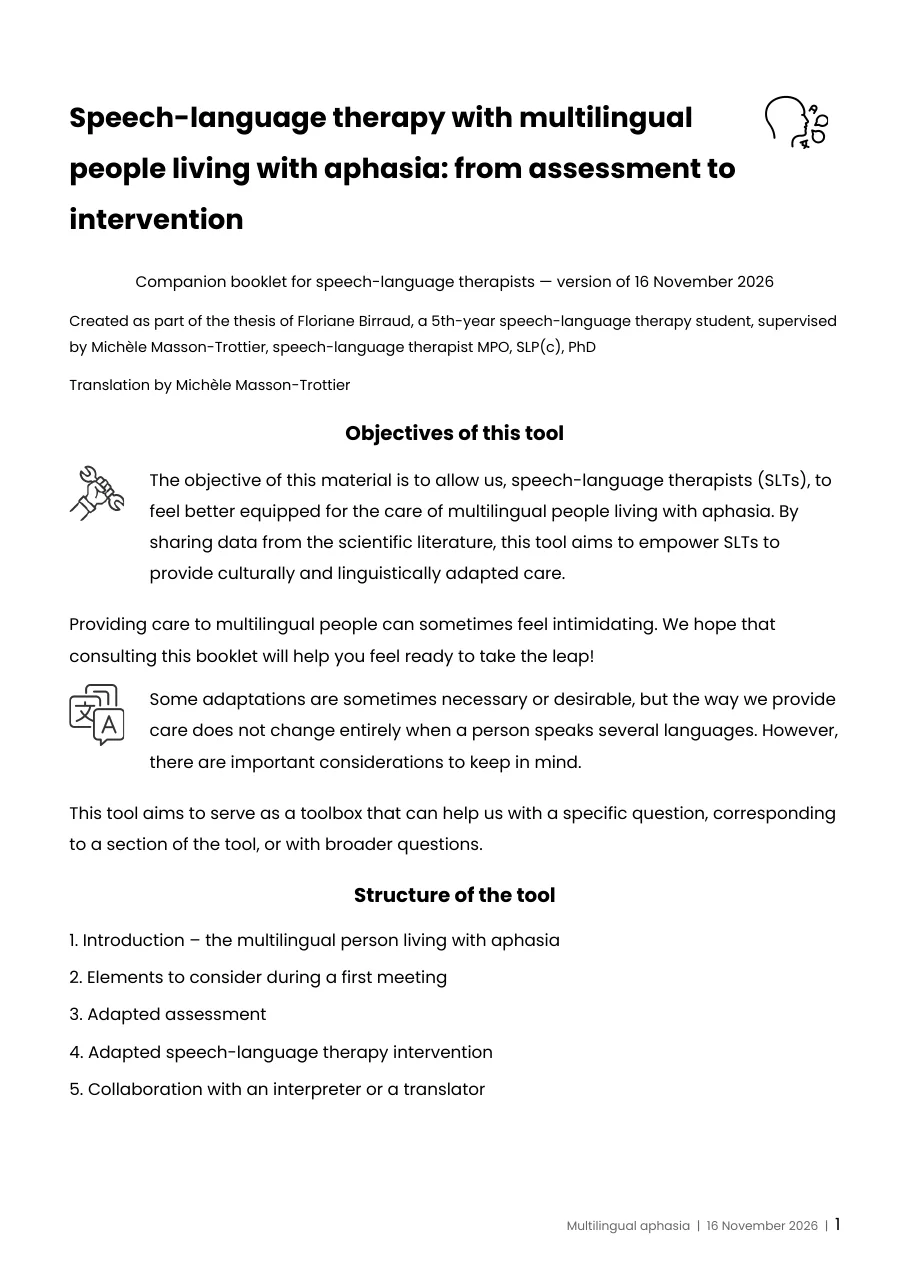 Speech-language therapy with multilingual
people living with aphasia: from assessment to
intervention
Companion booklet for speech-language therapists — version of 16 November 2026
Created as part of the thesis of Floriane Birraud, a 5th-year speech-language therapy student, supervised
by Michèle Masson-Trottier, speech-language therapist MPO, SLP(c), PhD
Translation by Michèle Masson-Trottier
Objectives of this tool
The objective of this material is to allow us, speech-language therapists (SLTs), to
feel better equipped for the care of multilingual people living with aphasia. By
sharing data from the scientific literature, this tool aims to empower SLTs to
provide culturally and linguistically adapted care.
Providing care to multilingual people can sometimes feel intimidating. We hope that
consulting this booklet will help you feel ready to take the leap!
文 A
Some adaptations are sometimes necessary or desirable, but the way we provide
care does not change entirely when a person speaks several languages. However,
there are important considerations to keep in mind.
This tool aims to serve as a toolbox that can help us with a specific question, corresponding
to a section of the tool, or with broader questions.
Structure of the tool
1. Introduction – the multilingual person living with aphasia
2. Elements to consider during a first meeting
3. Adapted assessment
4. Adapted speech-language therapy intervention
5. Collaboration with an interpreter or a translator
Multilingual aphasia | 16 November 2026 | 1